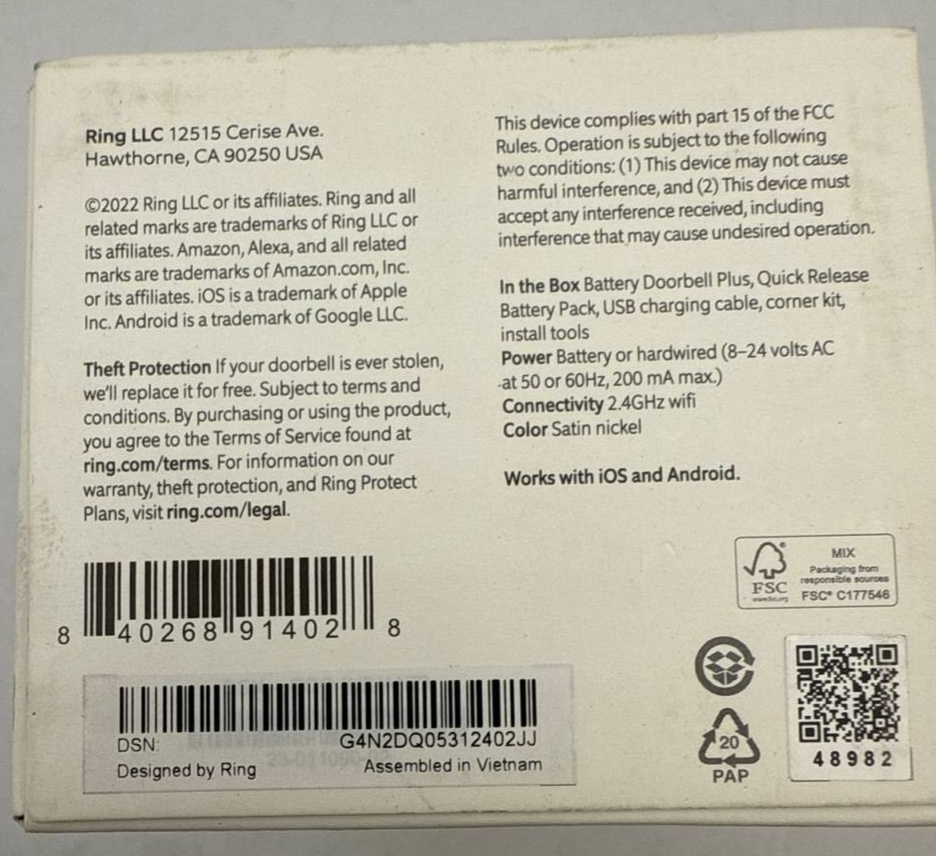 Ring LLC 12515 Cerise Ave.
Hawthorne, CA 90250 USA
©2022 Ring LLC or its affiliates. Ring and all
related marks are trademarks of Ring LLC or
its affiliates. Amazon, Alexa, and all related
marks are trademarks of Amazon.com, Inc.
or its affiliates. iOS is a trademark of Apple
Inc. Android is a trademark of Google LLC.
Theft Protection If your doorbell is ever stolen,
we'll replace it for free. Subject to terms and
conditions. By purchasing or using the product,
you agree to the Terms of Service found at
ring.com/terms. For information on our
warranty, theft protection, and Ring Protect
Plans, visit ring.com/legal.
8 40268 91402 8
DSN: G4N2DQ05312402JJ
Designed by Ring Assembled in Vietnam
This device complies with part 15 of the FCC
Rules. Operation is subject to the following
two conditions: (1) This device may not cause
harmful interference, and (2) This device must
accept any interference received, including
interference that may cause undesired operation.
In the Box Battery Doorbell Plus, Quick Release
Battery Pack, USB charging cable, corner kit,
install tools
Power Battery or hardwired (8–24 volts AC
at 50 or 60Hz, 200 mA max.)
Connectivity 2.4GHz wifi
Color Satin nickel
Works with iOS and Android.
FSC
MIX
Packaging from
responsible sources
FSC® C177546
20
PAP
48982